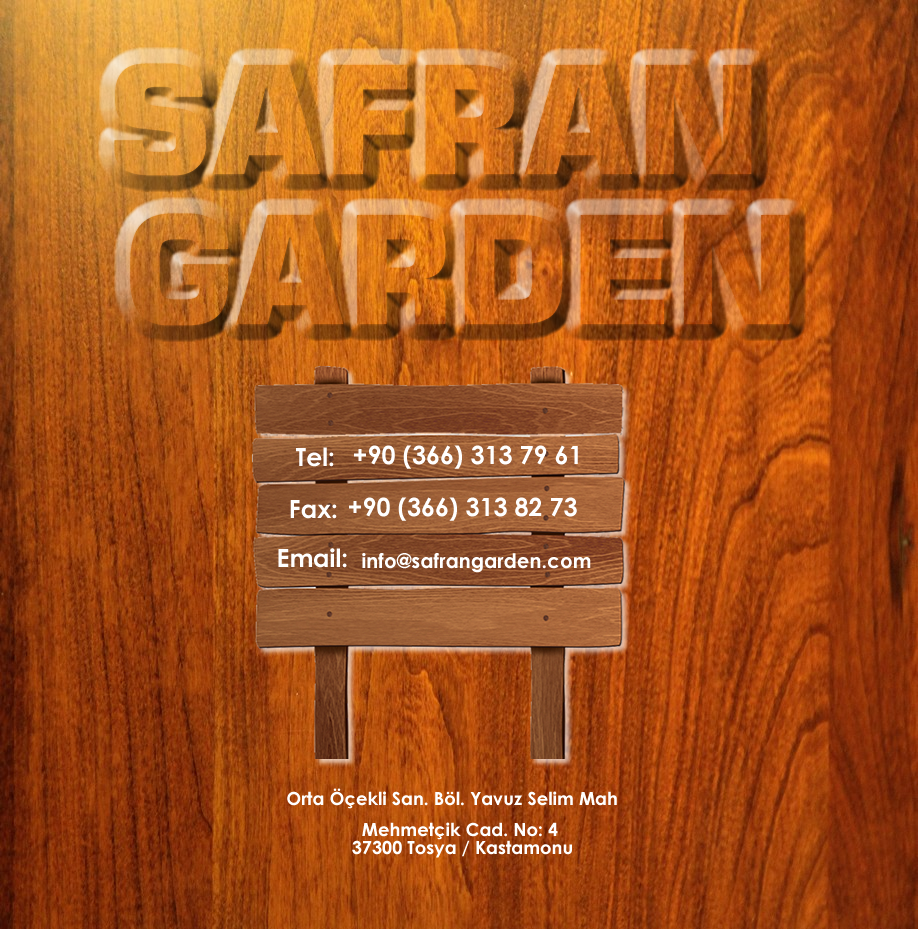 SAFRAN
GARDEN
Tel: +90 (366) 313 79 61
Fax: +90 (366) 313 82 73
Email: info@safrangarden.com
Orta Öçekli San. Böl. Yavuz Selim Mah
Mehmetçik Cad. No: 4
37300 Tosya / Kastamonu